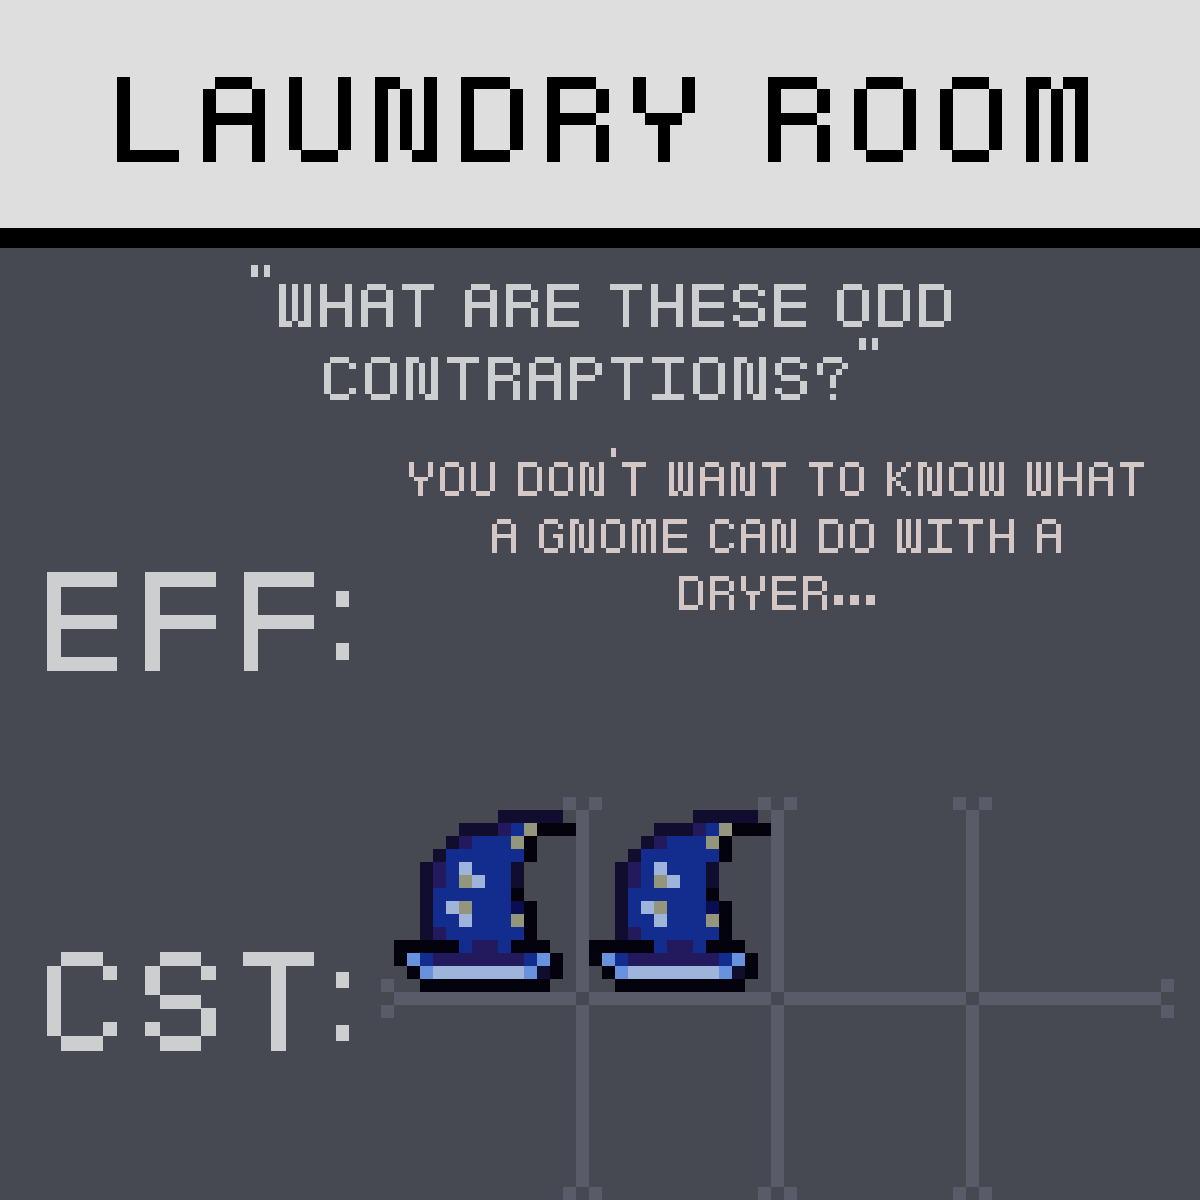 LAUNDRY ROOM
"WHAT ARE THESE ODD
CONTRAPTIONS?"
YOU DON'T WANT TO KNOW WHAT
A GNOME CAN DO WITH A
DRYER...
EFF:
CST: